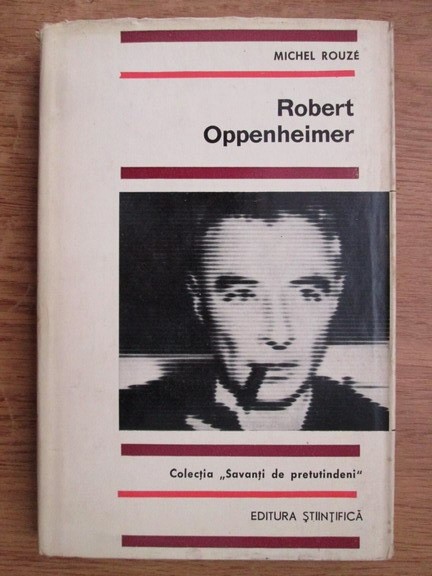 MICHEL ROUZÉ
Robert
Oppenheimer
Colecția „Savanți de pretutindeni“
EDITURA ȘTIINȚIFICĂ